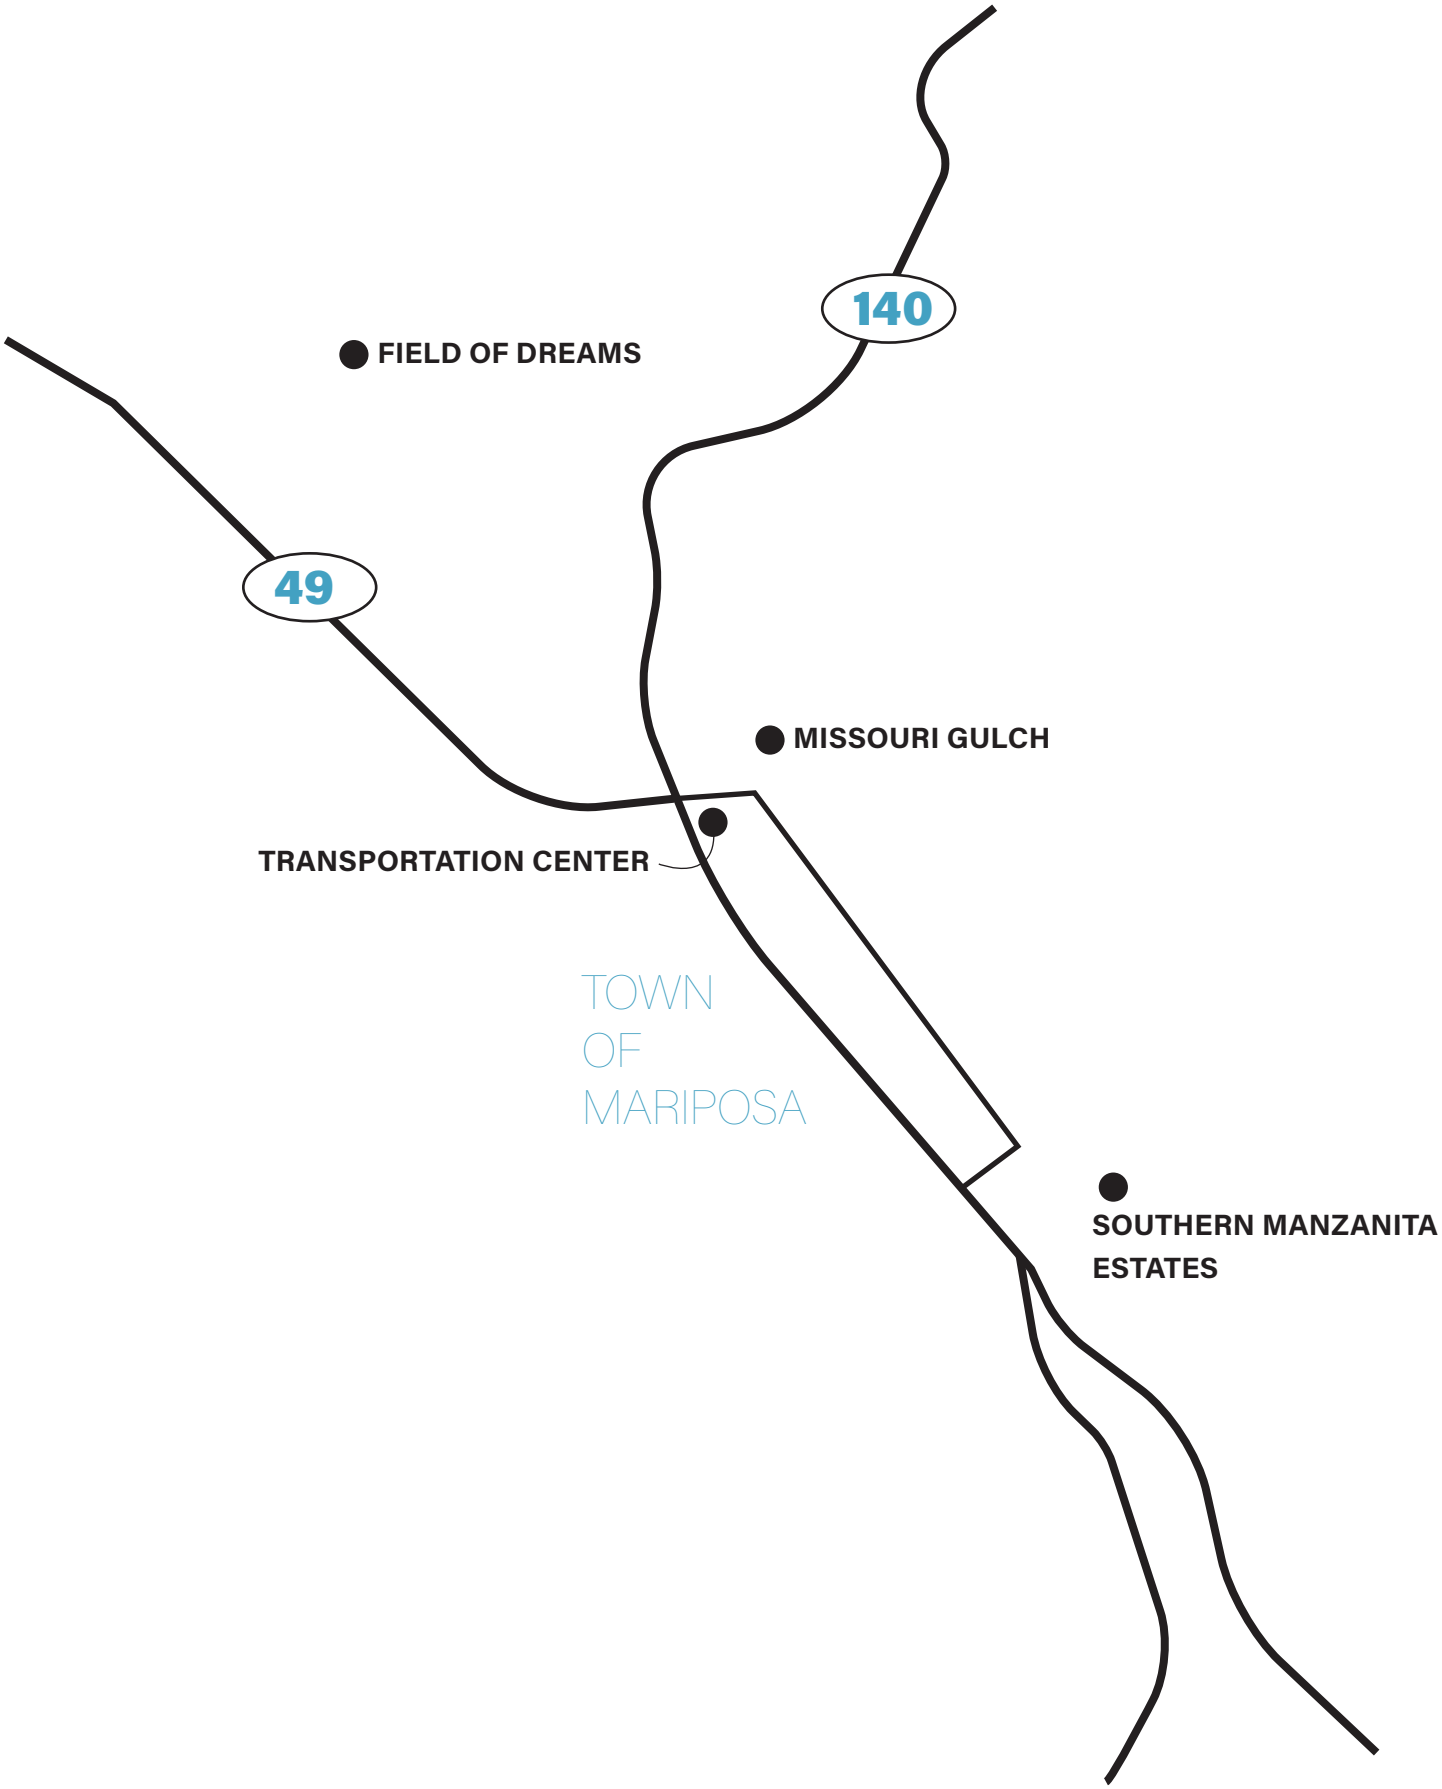 140
FIELD OF DREAMS
49
MISSOURI GULCH
TRANSPORTATION CENTER
TOWN
OF
MARIPOSA
SOUTHERN MANZANITA
ESTATES